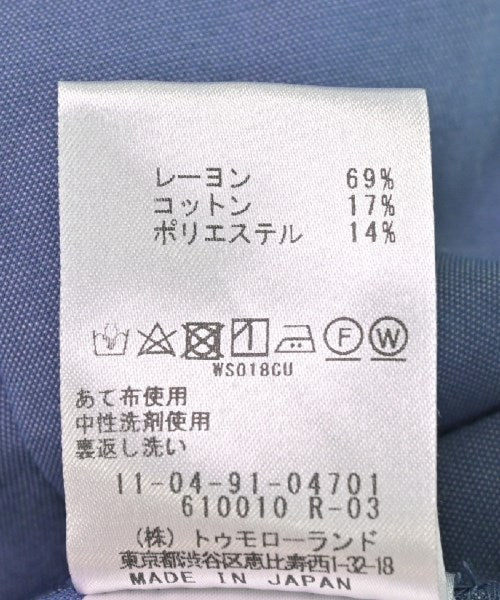 レーヨン 69%
コットン 17%
ポリエステル 14%
F W
WS018CU
あて布使用
中性洗剤使用
裏返し洗い
11-04-91-04701
610010 R-03
(株) トゥモローランド
東京都渋谷区恵比寿西1-32-18
MADE IN JAPAN